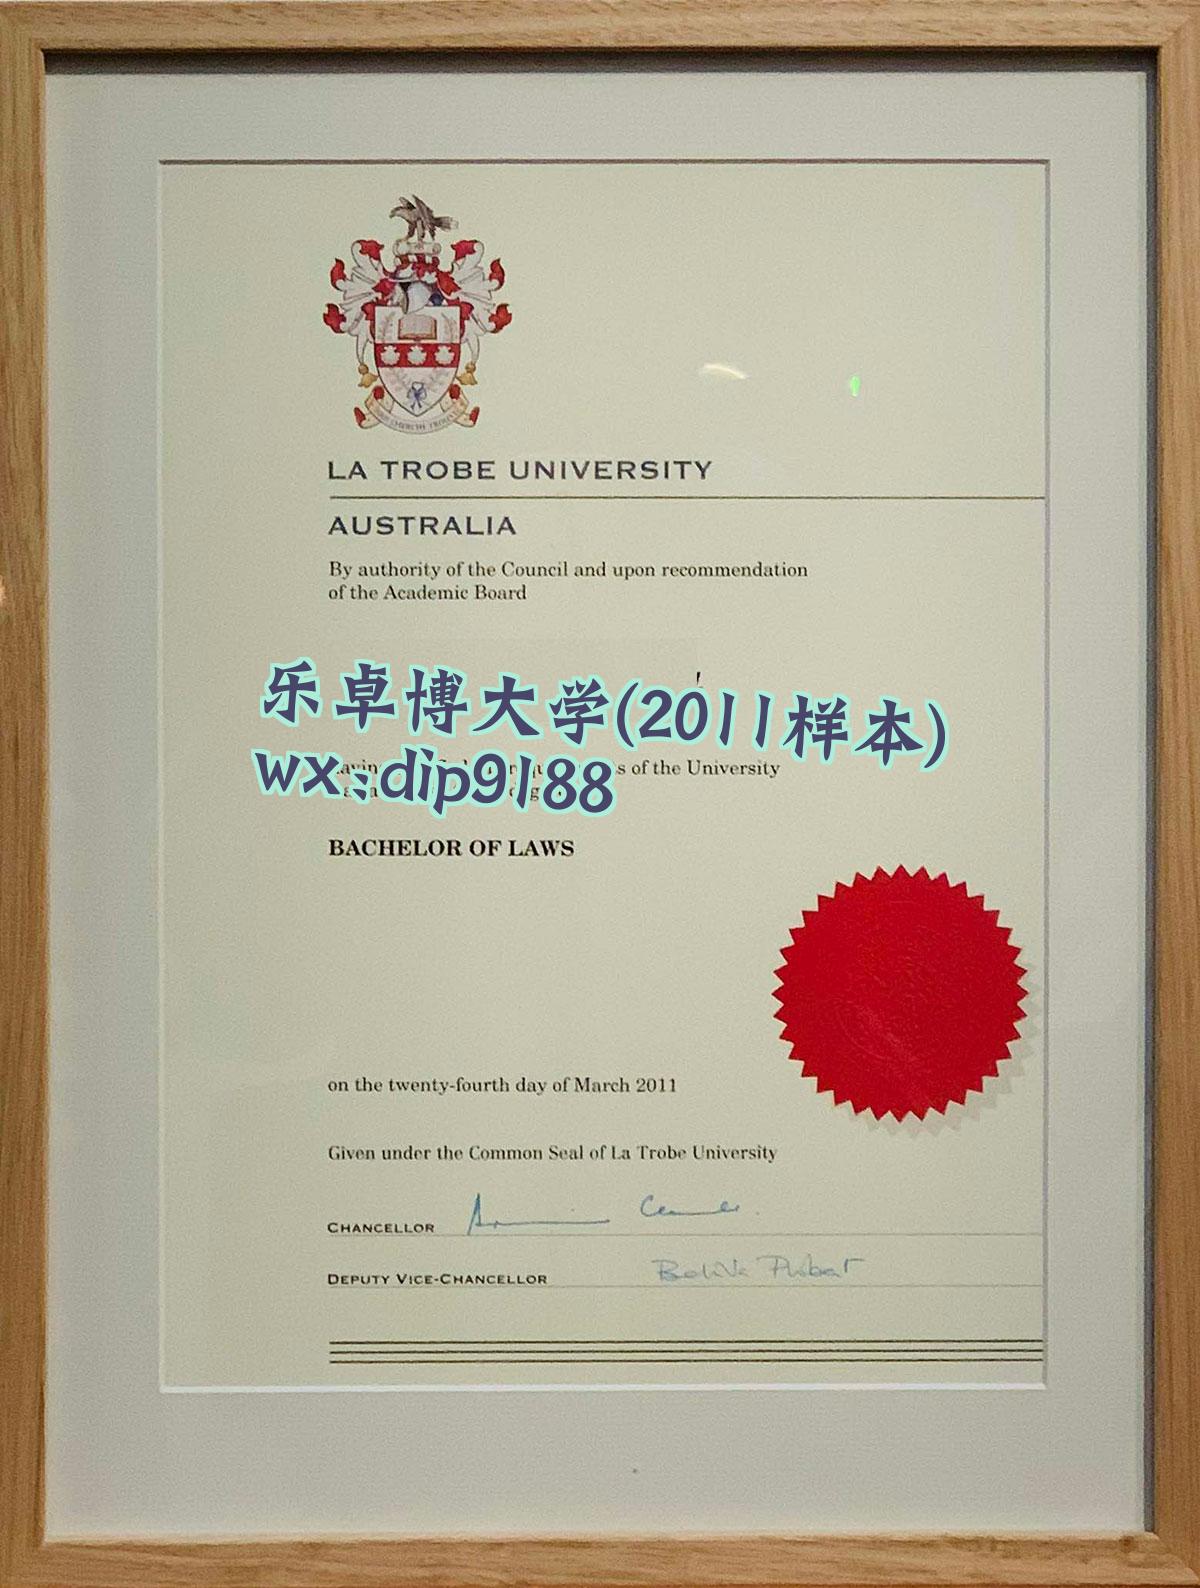 LA TROBE UNIVERSITY
AUSTRALIA
By authority of the Council and upon recommendation
of the Academic Board
乐卓博大学(2011样本)
wx:dip9188
of the University
BACHELOR OF LAWS
on the twenty-fourth day of March 2011
Given under the Common Seal of La Trobe University
CHANCELLOR
DEPUTY VICE-CHANCELLOR